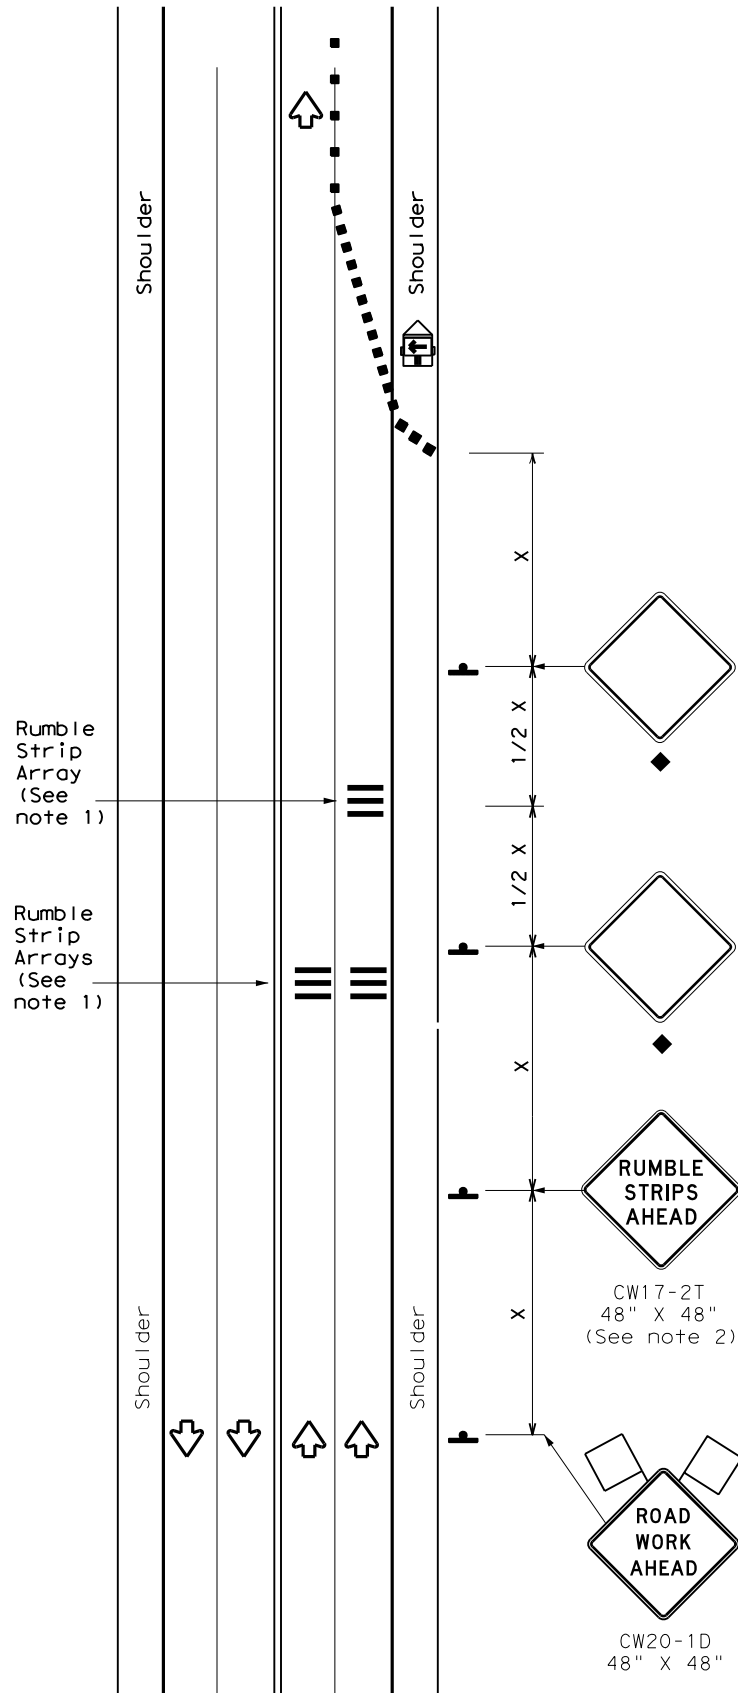 Shoulder
Shoulder
X
1/2 X
Rumble
Strip
Array
(See
note 1)
1/2 X
Rumble
Strip
Arrays
(See
note 1)
X
RUMBLE
STRIPS
AHEAD
CW17-2T
48" X 48"
(See note 2)
X
Shoulder
Shoulder
ROAD
WORK
AHEAD
CW20-1D
48" X 48"